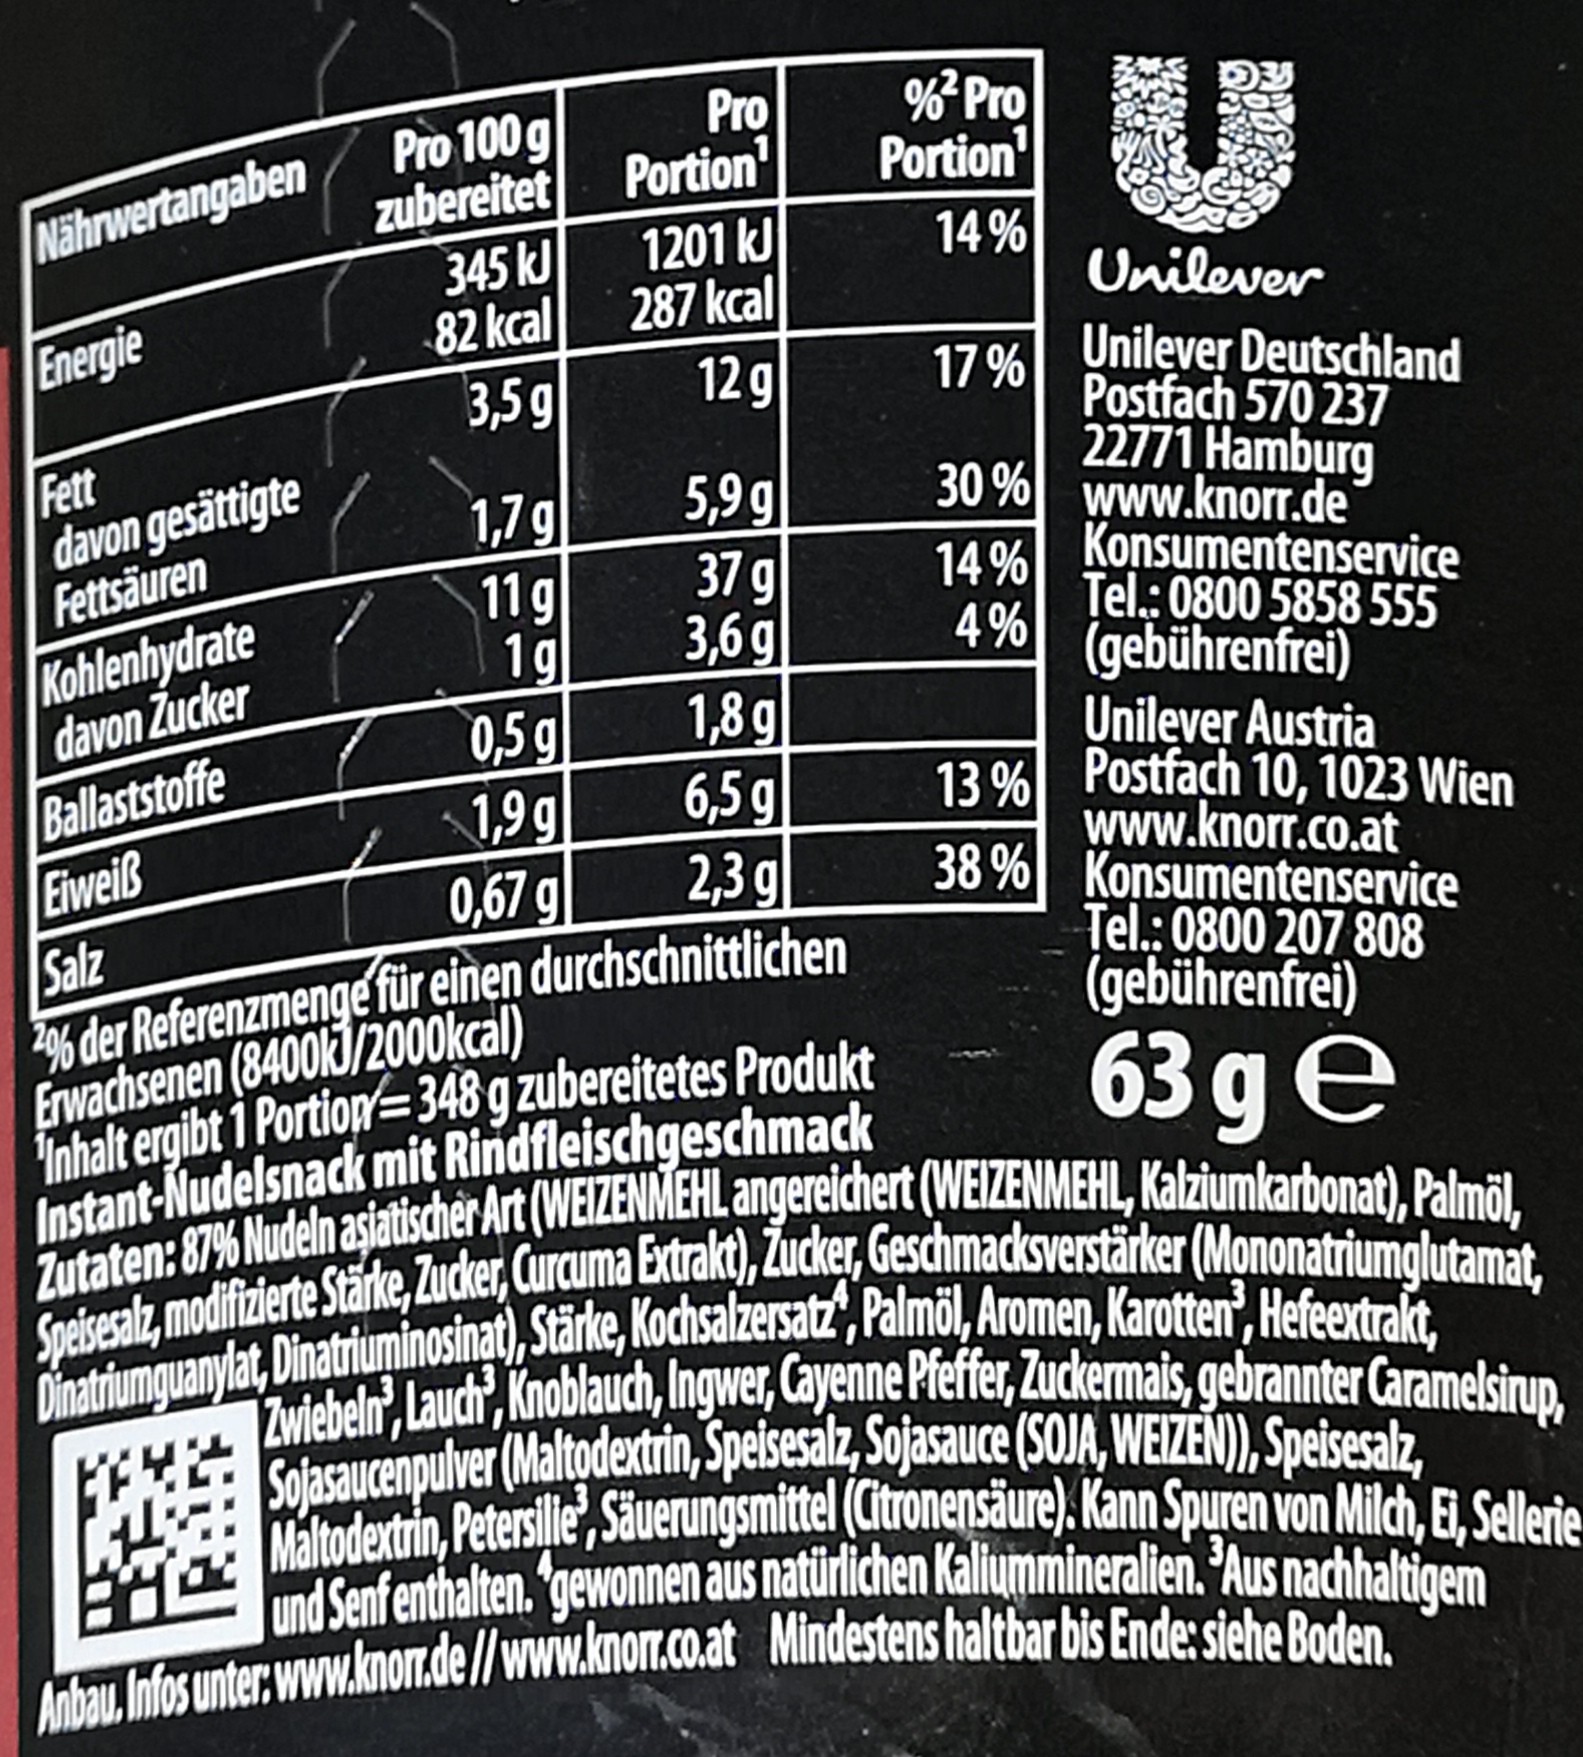 Nährwertangaben Pro 100 g zubereitet Pro Portion¹ %² Pro Portion¹
Energie 345 kJ 1201 kJ 14 %
82 kcal 287 kcal
Fett 3,5 g 12 g 17 %
davon gesättigte
Fettsäuren 1,7 g 5,9 g 30 %
Kohlenhydrate 11 g 37 g 14 %
davon Zucker 1 g 3,6 g 4 %
Ballaststoffe 0,5 g 1,8 g
Eiweiß 1,9 g 6,5 g 13 %
Salz 0,67 g 2,3 g 38 %
²% der Referenzmenge für einen durchschnittlichen
Erwachsenen (8400kJ/2000kcal)
¹Inhalt ergibt 1 Portion = 348 g zubereitetes Produkt
Unilever
Unilever Deutschland
Postfach 570 237
22771 Hamburg
www.knorr.de
Konsumentenservice
Tel.: 0800 5858 555
(gebührenfrei)
Unilever Austria
Postfach 10, 1023 Wien
www.knorr.co.at
Konsumentenservice
Tel.: 0800 207 808
(gebührenfrei)
63 g e
Instant-Nudelsnack mit Rindfleischgeschmack
Zutaten: 87% Nudeln asiatischer Art (WEIZENMEHL angereichert (WEIZENMEHL, Kalziumkarbonat), Palmöl,
Speisesalz, modifizierte Stärke, Zucker, Curcuma Extrakt), Zucker, Geschmacksverstärker (Mononatriumglutamat,
Dinatriumguanylat, Dinatriuminosinat), Stärke, Kochsalzersatz⁴, Palmöl, Aromen, Karotten³, Hefeextrakt,
Zwiebeln³, Lauch³, Knoblauch, Ingwer, Cayenne Pfeffer, Zuckermais, gebrannter Caramelsirup,
Sojasaucenpulver (Maltodextrin, Speisesalz, Sojasauce (SOJA, WEIZEN)), Speisesalz,
Maltodextrin, Petersilie³, Säuerungsmittel (Citronensäure). Kann Spuren von Milch, Ei, Sellerie
und Senf enthalten. ⁴gewonnen aus natürlichen Kaliummineralien. ³Aus nachhaltigem
Anbau. Infos unter: www.knorr.de // www.knorr.co.at Mindestens haltbar bis Ende: siehe Boden.